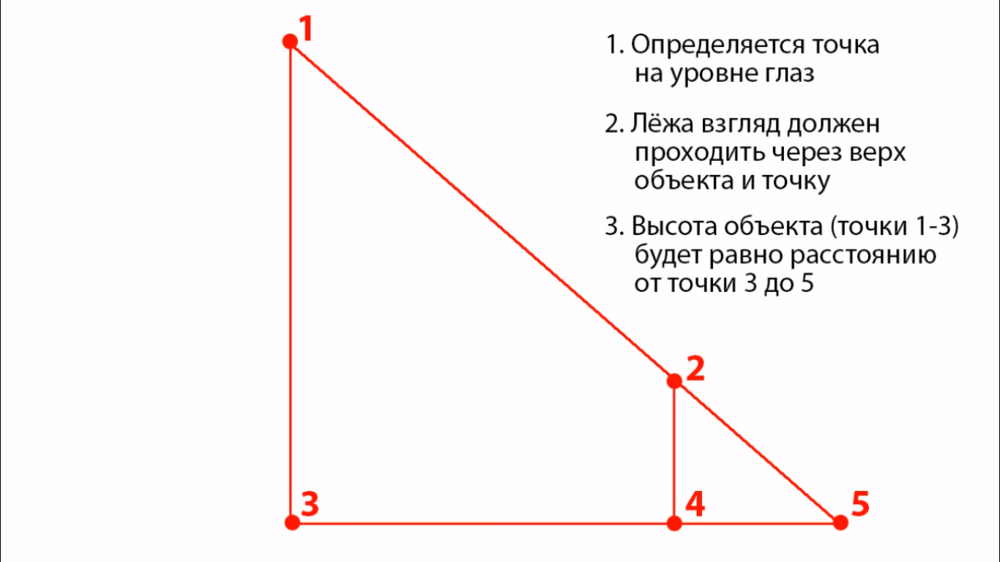 1
1. Определяется точка
на уровне глаз
2. Лёжа взгляд должен
проходить через верх
объекта и точку
3. Высота объекта (точки 1-3)
будет равно расстоянию
от точки 3 до 5
2
3
4
5